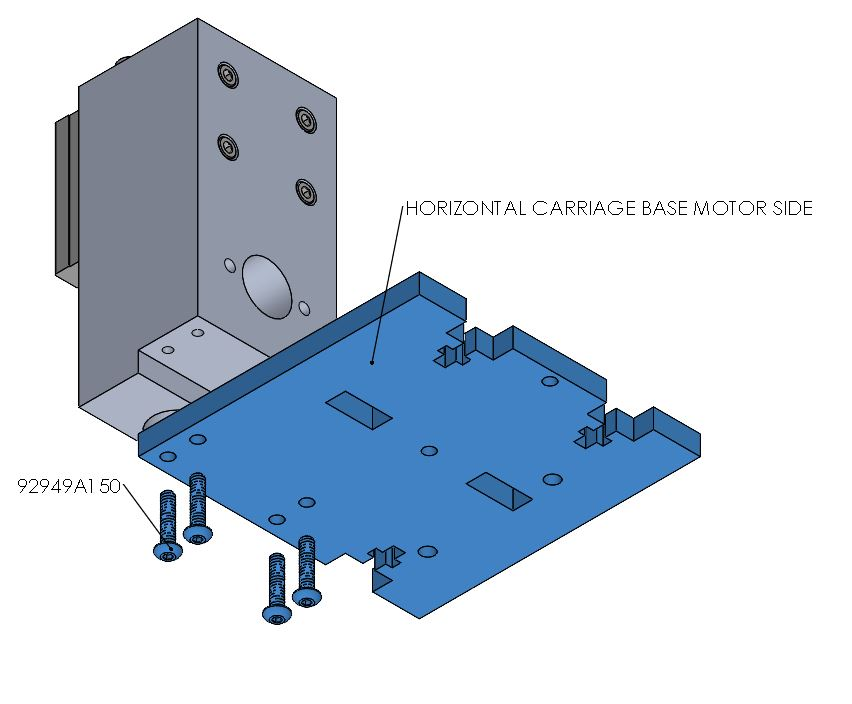 HORIZONTAL CARRIAGE BASE MOTOR SIDE
92949A150